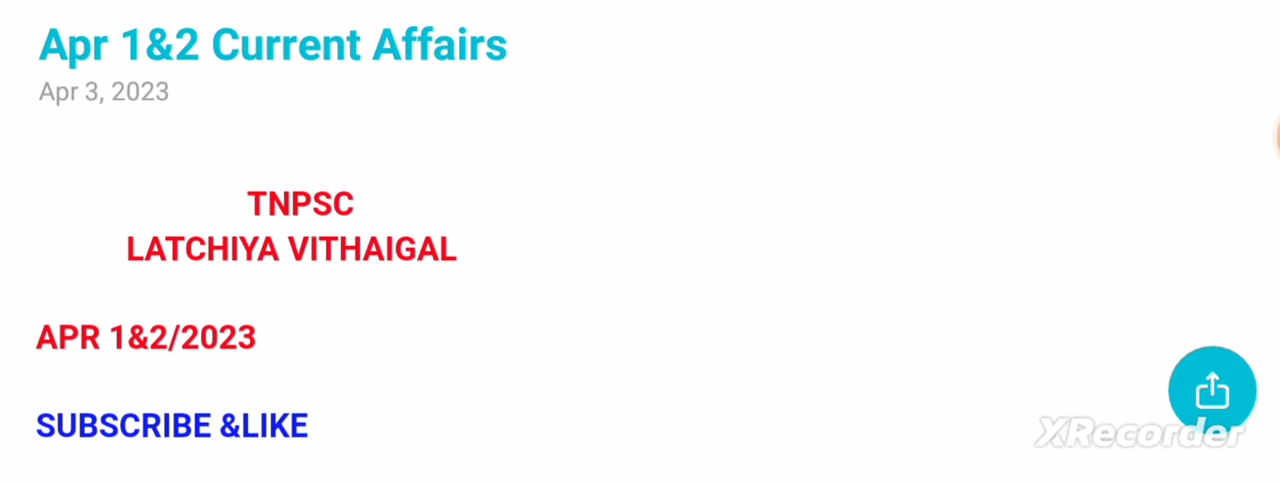 Apr 1&2 Current Affairs
Apr 3, 2023
TNPSC
LATCHIYA VITHAIGAL
APR 1&2/2023
SUBSCRIBE &LIKE
XRecorder